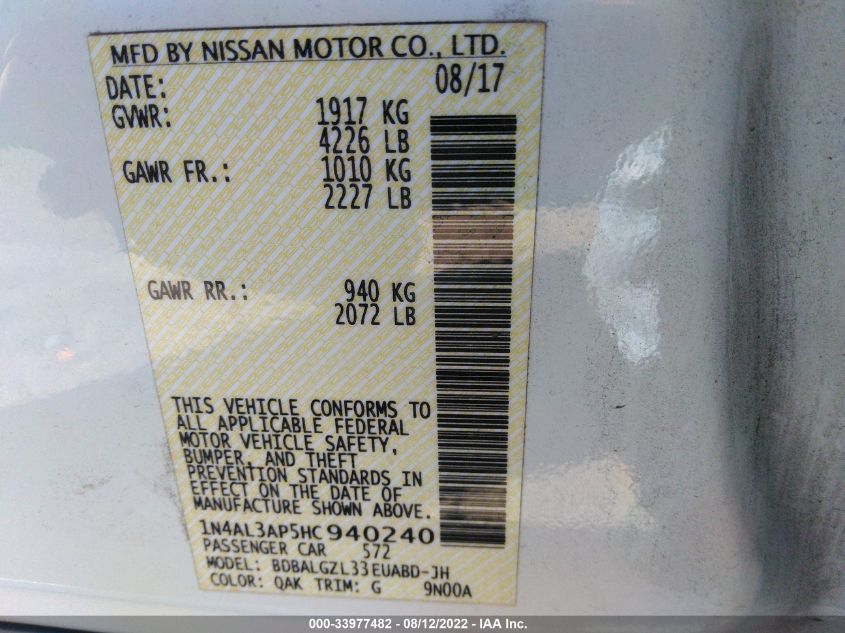 MFD BY NISSAN MOTOR CO., LTD.
DATE: 08/17
GVWR: 1917 KG
4226 LB
GAWR FR.: 1010 KG
2227 LB
GAWR RR.: 940 KG
2072 LB
THIS VEHICLE CONFORMS TO
ALL APPLICABLE FEDERAL
MOTOR VEHICLE SAFETY,
BUMPER, AND THEFT
PREVENTION STANDARDS IN
EFFECT ON THE DATE OF
MANUFACTURE SHOWN ABOVE.
1N4AL3AP5HC940240
PASSENGER CAR 572
MODEL: BDBALGZL33EUABD-JH
COLOR: QAK TRIM: G 9N00A
000-33977482 - 08/12/2022 - IAA Inc.